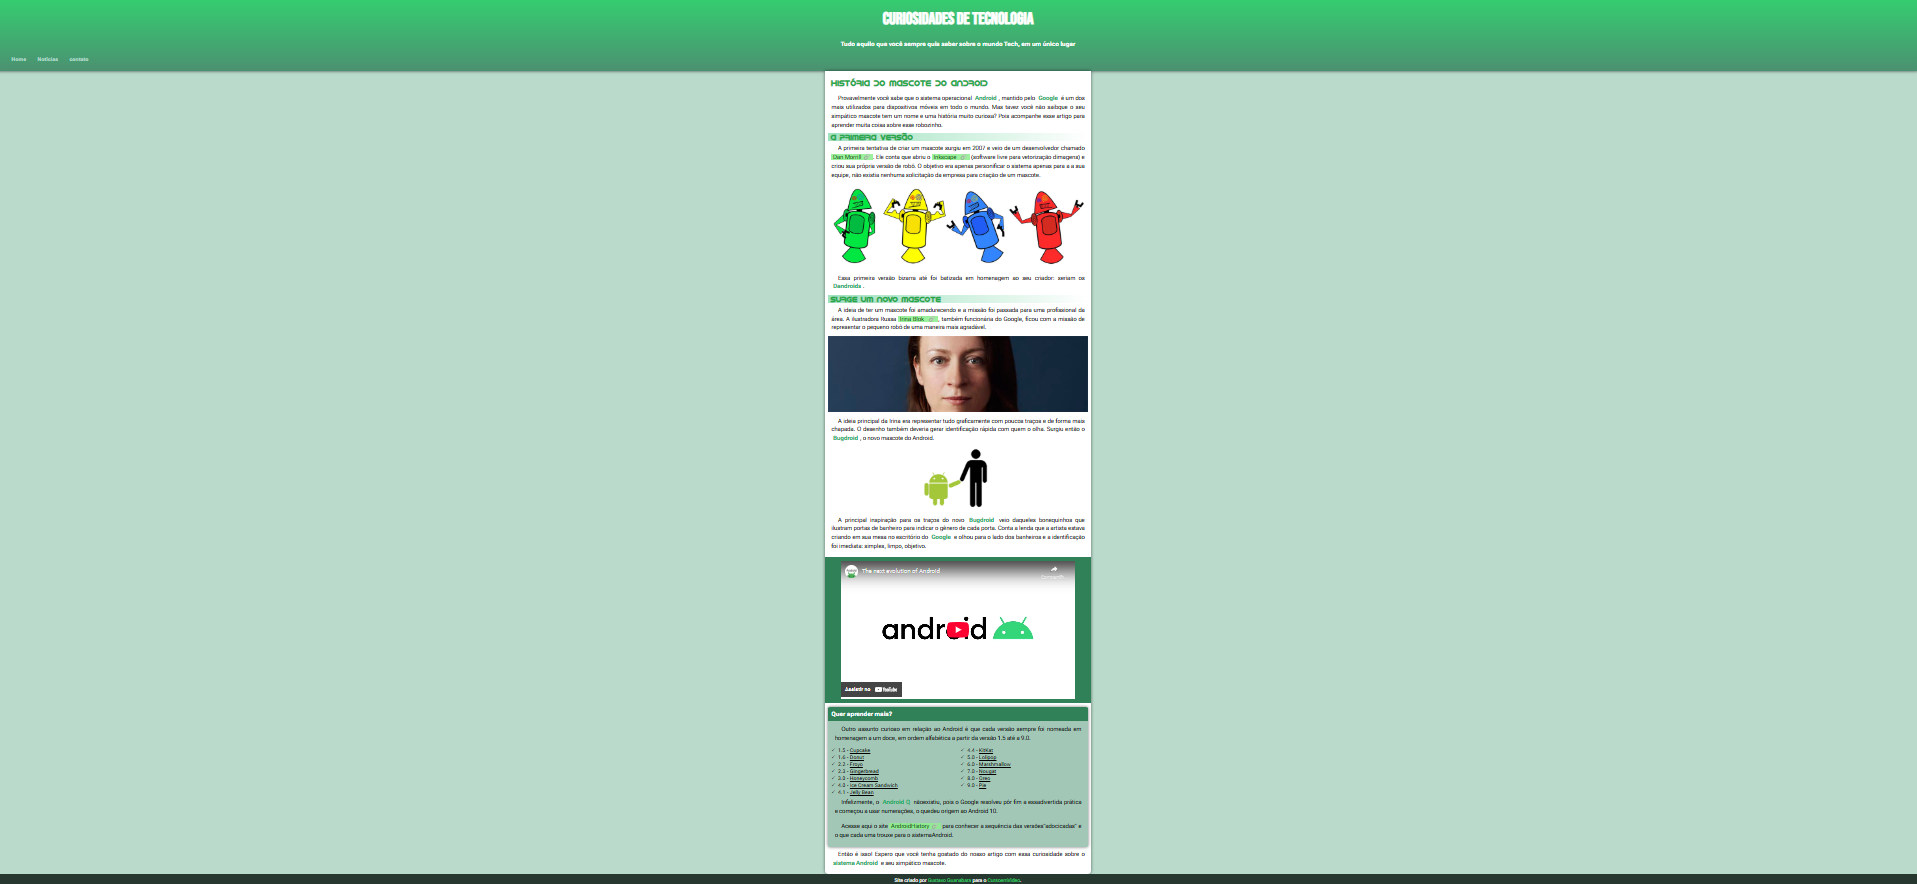 CURIOSIDADES DE TECNOLOGIA
Tudo aquilo que você sempre quis saber sobre o mundo Tech, em um único lugar
Home Notícias contato
HISTÓRIA DO MASCOTE DO ANDROID
Provavelmente você sabe que o sistema operacional Android , mantido pelo Google é um dos
mais utilizados para dispositivos móveis em todo o mundo. Mas tavez você não saibque o seu
simpático mascote tem um nome e uma história muito curiosa? Pois acompanhe esse artigo para
aprender muita coisa sobre esse robozinho.
A PRIMEIRA VERSÃO
A primeira tentativa de criar um mascote surgiu em 2007 e veio de um desenvolvedor chamado
Dan Morrill . Ele conta que abriu o Inkscape (software livre para vetorização dimagens) e
criou sua própria versão de robô. O objetivo era apenas personificar o sistema apenas para a a sua
equipe, não existia nenhuma solicitação da empresa para criação de um mascote.
Essa primeira versão bizarra até foi batizada em homenagem ao seu criador: seriam os
Dandroids .
SURGE UM NOVO MASCOTE
A ideia de ter um mascote foi amadurecendo e a missão foi passada para uma profissional da
área. A ilustradora Russa Irina Blok , também funcionária do Google, ficou com a missão de
representar o pequeno robô de uma maneira mais agradável.
A ideia principal da Irina era representar tudo graficamente com poucos traços e de forma mais
chapada. O desenho também deveria gerar identificação rápida com quem o olha. Surgiu então o
Bugdroid , o novo mascote do Android.
A principal inspiração para os traços do novo Bugdroid veio daqueles bonequinhos que
ilustram portas de banheiro para indicar o gênero de cada porta. Conta a lenda que a artista estava
criando em sua mesa no escritório do Google e olhou para o lado dos banheiros e a identificação
foi imediata: simples, limpo, objetivo.
The next evolution of Android
android
Assistir no YouTube
Quer aprender mais?
Outro assunto curioso em relação ao Android é que cada versão sempre foi nomeada em
homenagem a um doce, em ordem alfabética a partir da versão 1.5 até a 9.0.
✓ 1.5 - Cupcake
✓ 1.6 - Donut
✓ 2.2 - Froyo
✓ 2.3 - Gingerbread
✓ 3.0 - Honeycomb
✓ 4.0 - Ice Cream Sandwich
✓ 4.1 - Jelly Bean
✓ 4.4 - KitKat
✓ 5.0 - Lolipop
✓ 6.0 - Marshmallow
✓ 7.0 - Nougat
✓ 8.0 - Oreo
✓ 9.0 - Pie
Infelizmente, o Android Q nãoexistiu, pois o Google resolveu pôr fim a essadivertida prática
e começou a usar numerações, o quedeu origem ao Android 10.
Acesse aqui o site AndroidHistory para conhecer a sequência das versões"adocicadas" e
o que cada uma trouxe para o sistemaAndroid.
Então é isso! Espero que você tenha gostado do nosso artigo com essa curiosidade sobre o
sistema Android e seu simpático mascote.
Site criado por Gustavo Guanabara para o CursoemVideo.